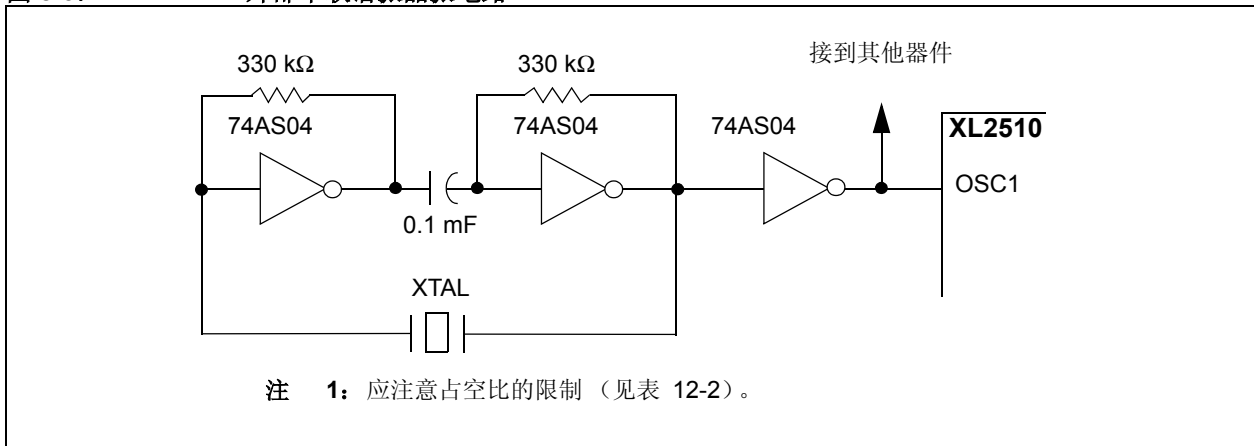 330 kΩ
330 kΩ
接到其他器件
74AS04
74AS04
74AS04
XL2510
OSC1
0.1 mF
XTAL
注 1：应注意占空比的限制（见表 12-2）。